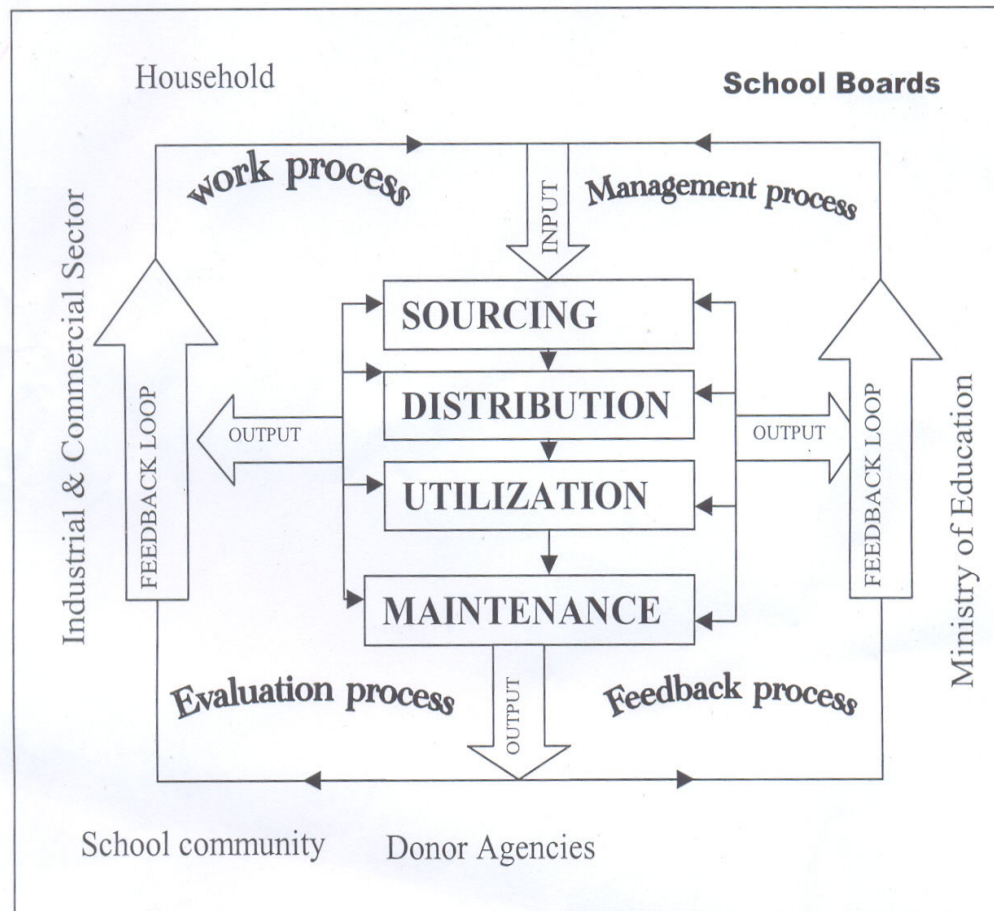 Household
School Boards
work process
Management process
INPUT
Industrial & Commercial Sector
SOURCING
DISTRIBUTION
UTILIZATION
MAINTENANCE
FEEDBACK LOOP
OUTPUT
OUTPUT
FEEDBACK LOOP
Ministry of Education
Evaluation process
OUTPUT
Feedback process
School community
Donor Agencies